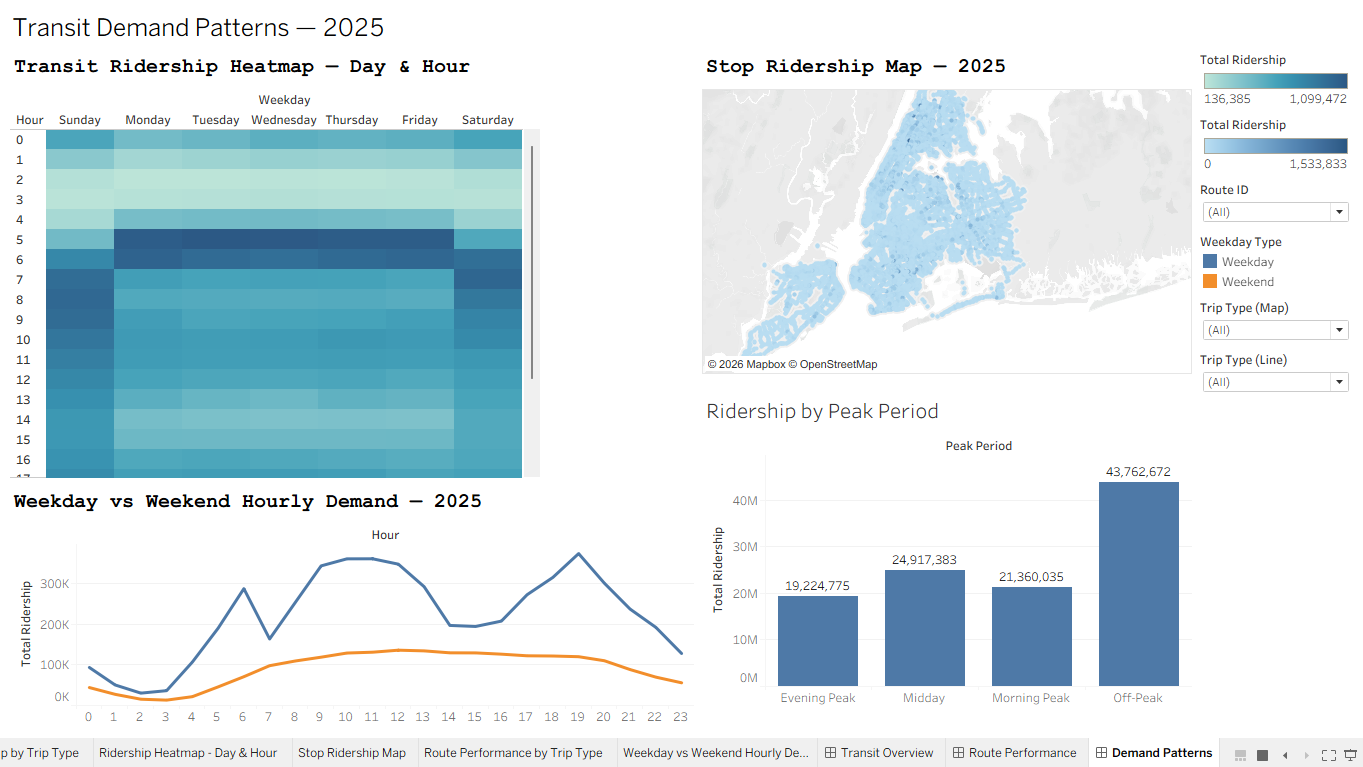 Transit Demand Patterns — 2025
Transit Ridership Heatmap — Day & Hour
Weekday
Hour Sunday Monday Tuesday Wednesday Thursday Friday Saturday
0
1
2
3
4
5
6
7
8
9
10
11
12
13
14
15
16
Stop Ridership Map — 2025
© 2026 Mapbox © OpenStreetMap
Total Ridership
136,385 1,099,472
Total Ridership
0 1,533,833
Route ID
(All)
Weekday Type
Weekday
Weekend
Trip Type (Map)
(All)
Trip Type (Line)
(All)
Weekday vs Weekend Hourly Demand — 2025
Hour
Total Ridership
300K
200K
100K
0K
0 1 2 3 4 5 6 7 8 9 10 11 12 13 14 15 16 17 18 19 20 21 22 23
Ridership by Peak Period
Peak Period
Total Ridership
40M
30M
20M
10M
0M
19,224,775
24,917,383
21,360,035
43,762,672
Evening Peak Midday Morning Peak Off-Peak
p by Trip Type Ridership Heatmap - Day & Hour Stop Ridership Map Route Performance by Trip Type Weekday vs Weekend Hourly De... Transit Overview Route Performance Demand Patterns